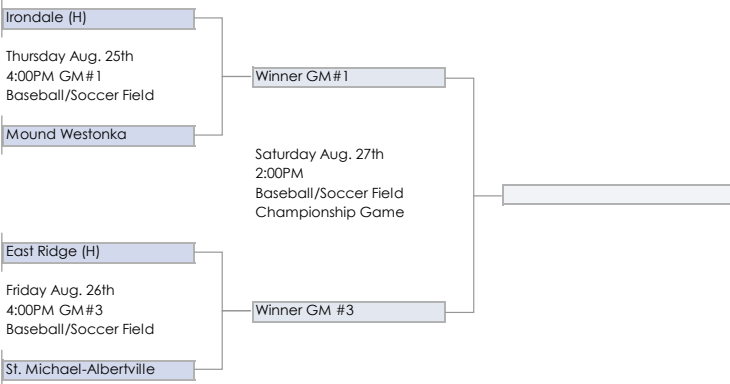 Irondale (H)
Thursday Aug. 25th
4:00PM GM#1
Baseball/Soccer Field
Mound Westonka
Winner GM#1
Saturday Aug. 27th
2:00PM
Baseball/Soccer Field
Championship Game
East Ridge (H)
Friday Aug. 26th
4:00PM GM#3
Baseball/Soccer Field
St. Michael-Albertville
Winner GM #3